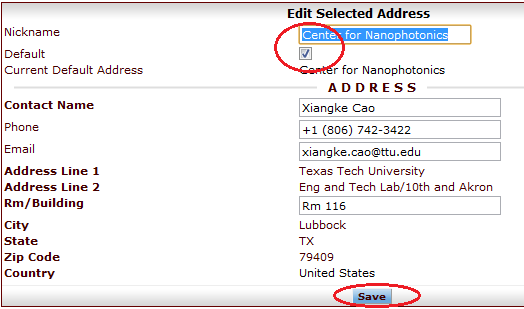 Edit Selected Address
Nickname Center for Nanophotonics
Default
Current Default Address Center for Nanophotonics
ADDRESS
Contact Name Xiangke Cao
Phone +1 (806) 742-3422
Email xiangke.cao@ttu.edu
Address Line 1 Texas Tech University
Address Line 2 Eng and Tech Lab/10th and Akron
Rm/Building Rm 116
City Lubbock
State TX
Zip Code 79409
Country United States
Save